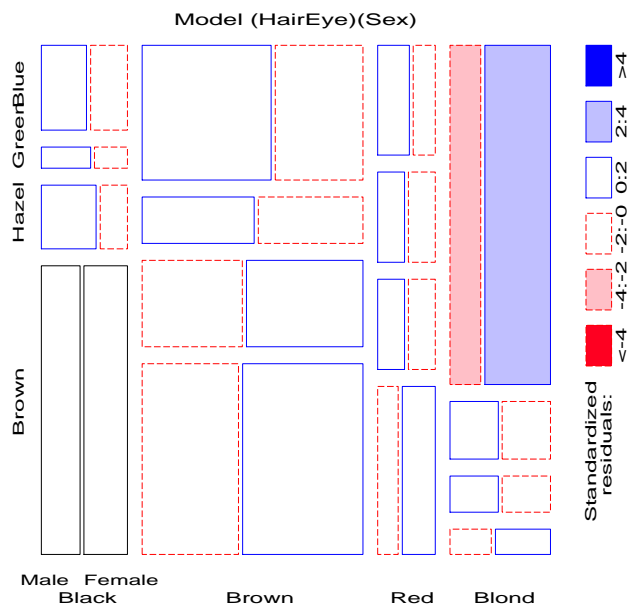 Model (HairEye)(Sex)
Blue
Green
Hazel
Brown
Male Female
Black Brown Red Blond
Standardized
residuals:
<-4
-4:-2
-2:-0
0:2
2:4
>4